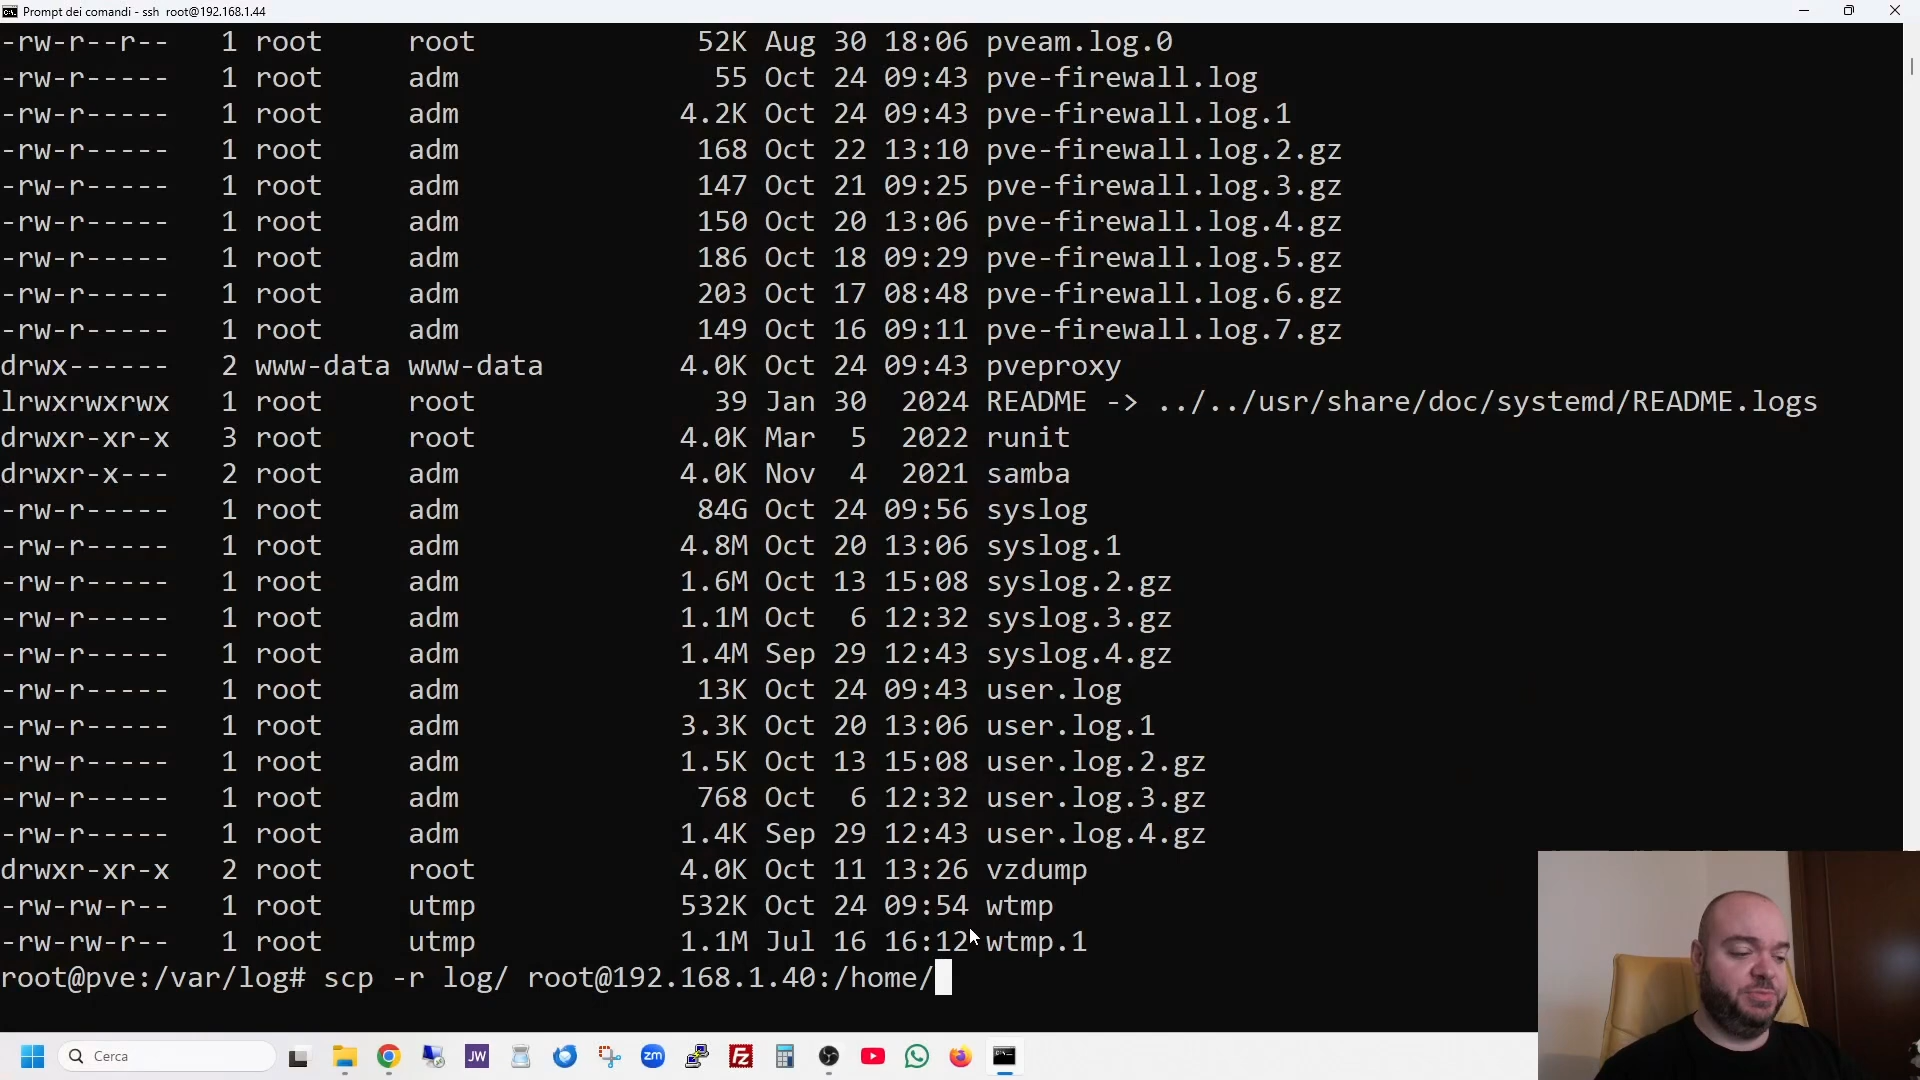 Prompt dei comandi - ssh  root@192.168.1.44
-rw-r--r--   1 root     root               52K Aug 30 18:06 pveam.log.0
-rw-r-----   1 root     adm                 55 Oct 24 09:43 pve-firewall.log
-rw-r-----   1 root     adm               4.2K Oct 24 09:43 pve-firewall.log.1
-rw-r-----   1 root     adm                168 Oct 22 13:10 pve-firewall.log.2.gz
-rw-r-----   1 root     adm                147 Oct 21 09:25 pve-firewall.log.3.gz
-rw-r-----   1 root     adm                150 Oct 20 13:06 pve-firewall.log.4.gz
-rw-r-----   1 root     adm                186 Oct 18 09:29 pve-firewall.log.5.gz
-rw-r-----   1 root     adm                203 Oct 17 08:48 pve-firewall.log.6.gz
-rw-r-----   1 root     adm                149 Oct 16 09:11 pve-firewall.log.7.gz
drwx------   2 www-data www-data          4.0K Oct 24 09:43 pveproxy
lrwxrwxrwx   1 root     root                39 Jan 30  2024 README -> ../../usr/share/doc/systemd/README.logs
drwxr-xr-x   3 root     root              4.0K Mar  5  2022 runit
drwxr-x---   2 root     adm               4.0K Nov  4  2021 samba
-rw-r-----   1 root     adm                84G Oct 24 09:56 syslog
-rw-r-----   1 root     adm               4.8M Oct 20 13:06 syslog.1
-rw-r-----   1 root     adm               1.6M Oct 13 15:08 syslog.2.gz
-rw-r-----   1 root     adm               1.1M Oct  6 12:32 syslog.3.gz
-rw-r-----   1 root     adm               1.4M Sep 29 12:43 syslog.4.gz
-rw-r-----   1 root     adm                13K Oct 24 09:43 user.log
-rw-r-----   1 root     adm               3.3K Oct 20 13:06 user.log.1
-rw-r-----   1 root     adm               1.5K Oct 13 15:08 user.log.2.gz
-rw-r-----   1 root     adm                768 Oct  6 12:32 user.log.3.gz
-rw-r-----   1 root     adm               1.4K Sep 29 12:43 user.log.4.gz
drwxr-xr-x   2 root     root              4.0K Oct 11 13:26 vzdump
-rw-rw-r--   1 root     utmp              532K Oct 24 09:54 wtmp
-rw-rw-r--   1 root     utmp              1.1M Jul 16 16:12 wtmp.1
root@pve:/var/log# scp -r log/ root@192.168.1.40:/home/
Cerca
JW
zm
FZ